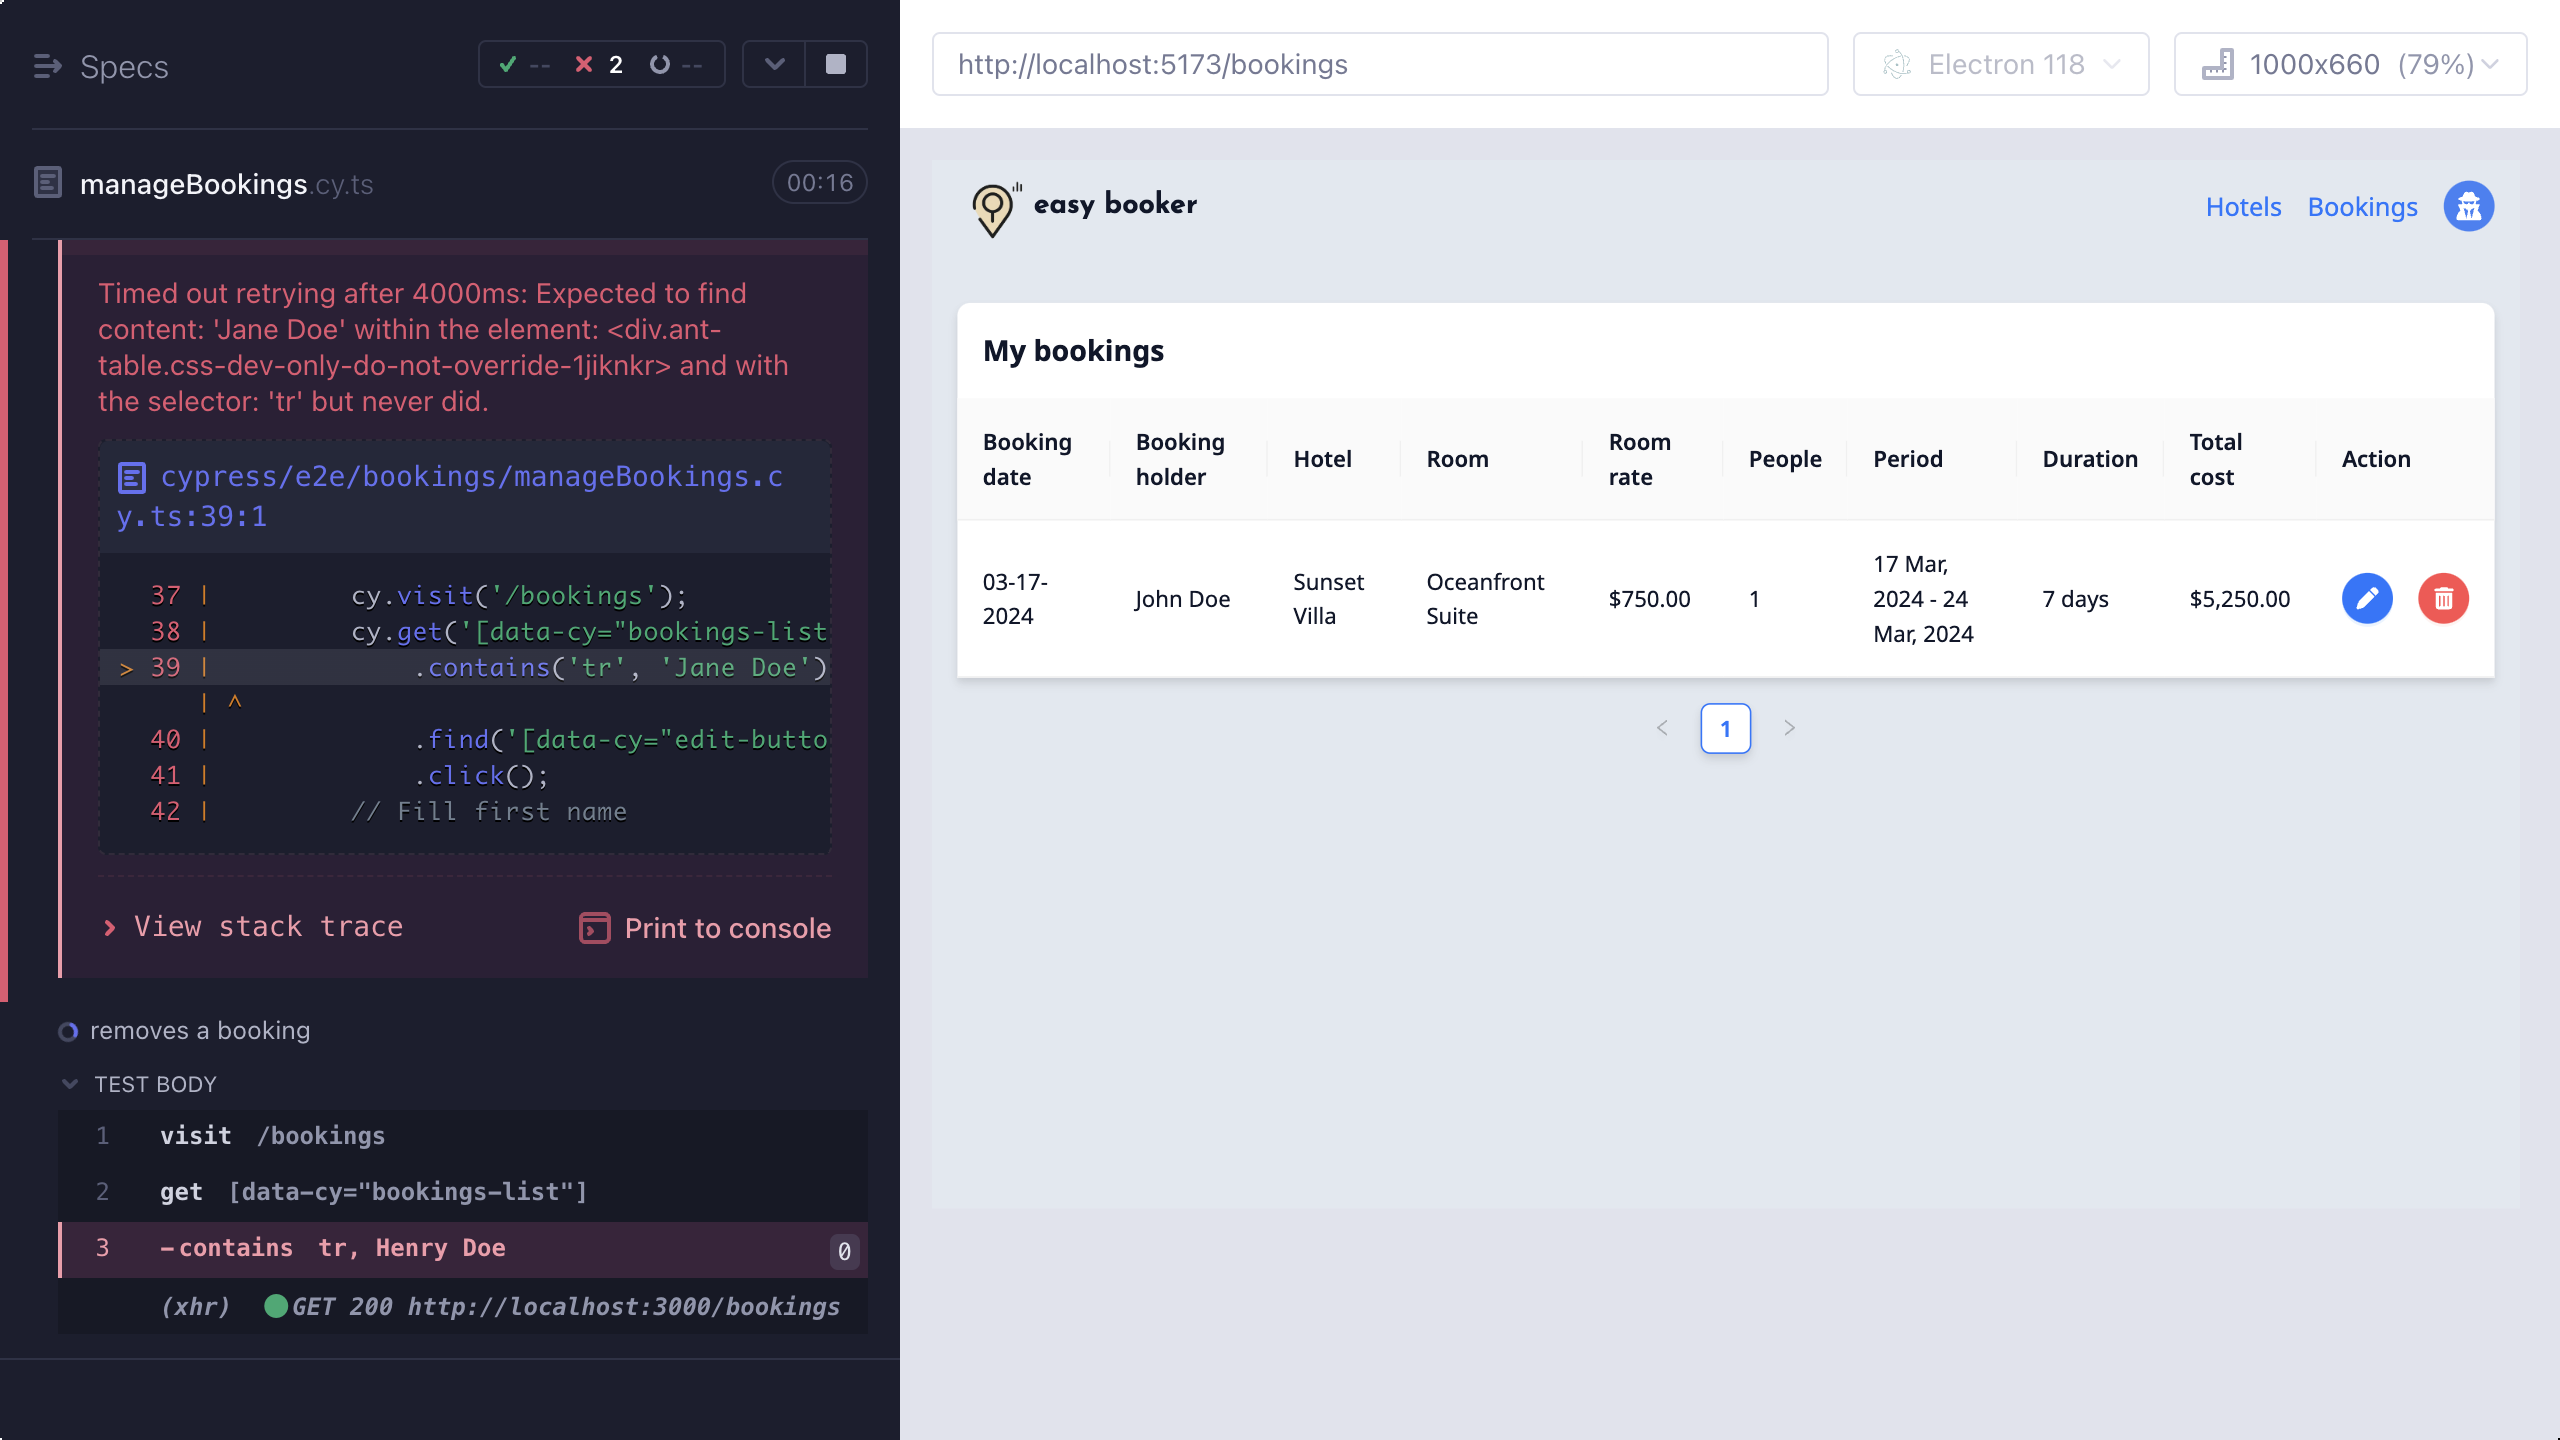 Specs
-- 2 --
manageBookings.cy.ts
00:16
Timed out retrying after 4000ms: Expected to find
content: 'Jane Doe' within the element: <div.ant-
table.css-dev-only-do-not-override-1jiknkr> and with
the selector: 'tr' but never did.
cypress/e2e/bookings/manageBookings.c
y.ts:39:1
37 | cy.visit('/bookings');
38 | cy.get('[data-cy="bookings-list
> 39 | .contains('tr', 'Jane Doe')
| ^
40 | .find('[data-cy="edit-butto
41 | .click();
42 | // Fill first name
View stack trace
Print to console
removes a booking
TEST BODY
1 visit /bookings
2 get [data-cy="bookings-list"]
3 -contains tr, Henry Doe 0
(xhr) GET 200 http://localhost:3000/bookings
http://localhost:5173/bookings
Electron 118
1000x660 (79%)
easy booker
Hotels
Bookings
My bookings
Booking date
Booking holder
Hotel
Room
Room rate
People
Period
Duration
Total cost
Action
03-17-
2024
John Doe
Sunset
Villa
Oceanfront
Suite
$750.00
1
17 Mar,
2024 - 24
Mar, 2024
7 days
$5,250.00
< 1 >